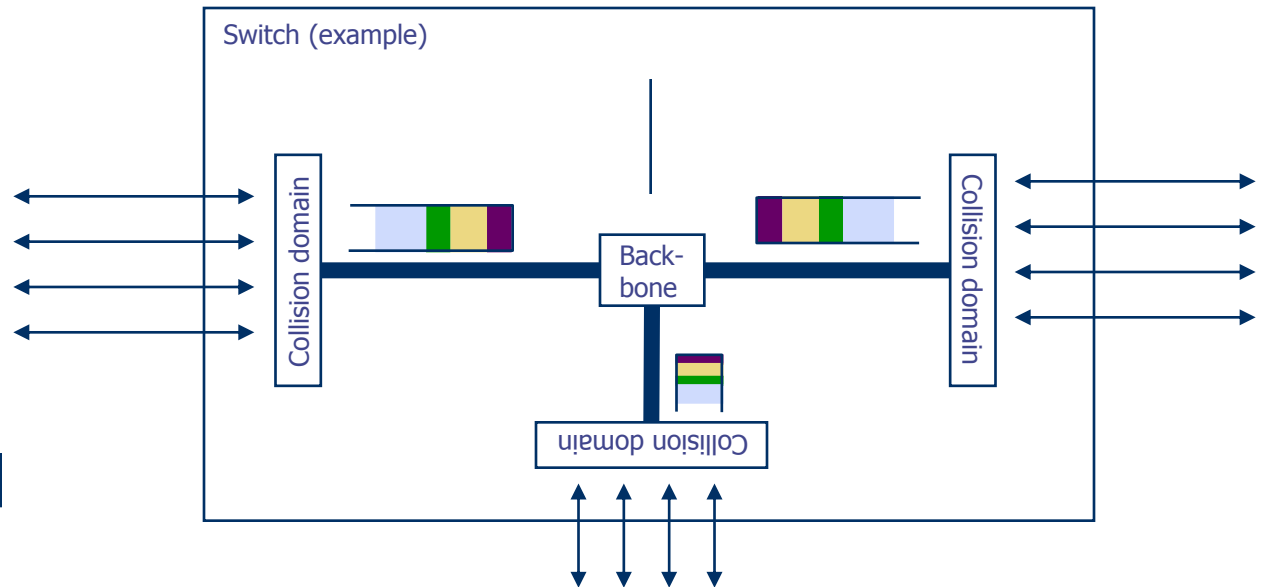 Switch (example)
Collision domain
Back-
bone
Collision domain
Collision domain